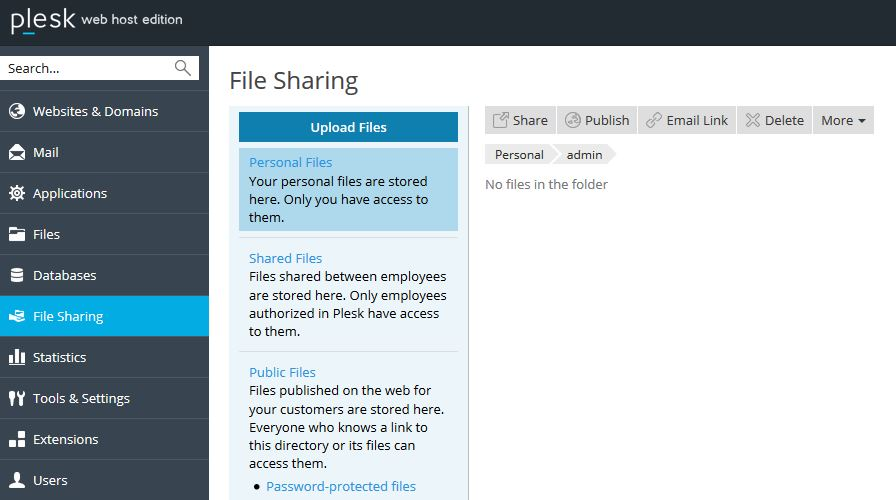 plesk web host edition
Search...
Websites & Domains
Mail
Applications
Files
Databases
File Sharing
Statistics
Tools & Settings
Extensions
Users
File Sharing
Upload Files
Personal Files
Your personal files are stored
here. Only you have access to
them.
Shared Files
Files shared between employees
are stored here. Only employees
authorized in Plesk have access
to them.
Public Files
Files published on the web for
your customers are stored here.
Everyone who knows a link to
this directory or its files can
access them.
Password-protected files
Share Publish Email Link Delete More
Personal admin
No files in the folder